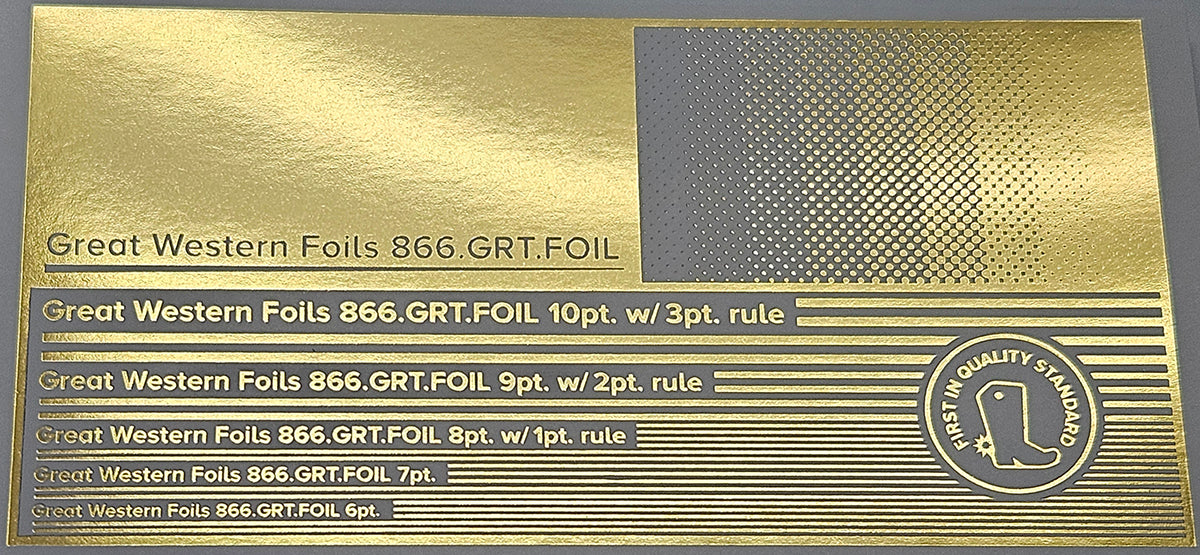 Great Western Foils 866.GRT.FOIL
Great Western Foils 866.GRT.FOIL 10pt. w/ 3pt. rule
Great Western Foils 866.GRT.FOIL 9pt. w/ 2pt. rule
Great Western Foils 866.GRT.FOIL 8pt. w/ 1pt. rule
Great Western Foils 866.GRT.FOIL 7pt.
Great Western Foils 866.GRT.FOIL 6pt.
FIRST IN QUALITY STANDARD